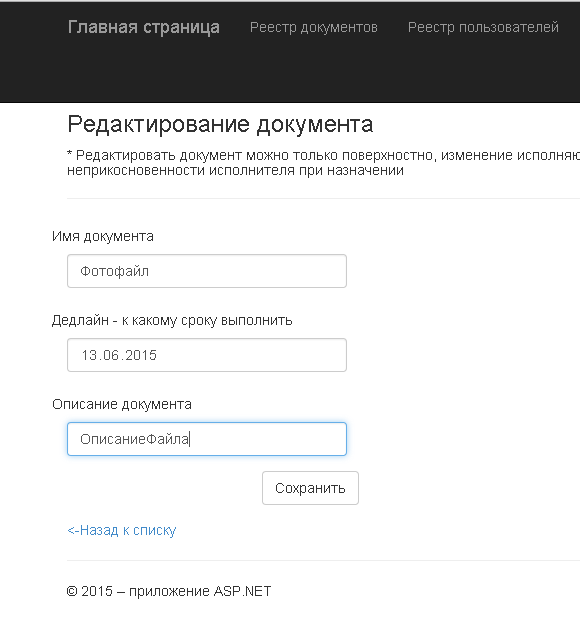 Главная страница Реестр документов Реестр пользователей
Редактирование документа
* Редактировать документ можно только поверхностно, изменение
неприкосновенности исполнителя при назначении
Имя документа
Фотофайл
Дедлайн - к какому сроку выполнить
13.06.2015
Описание документа
ОписаниеФайла
Сохранить
<-Назад к списку
© 2015 – приложение ASP.NET